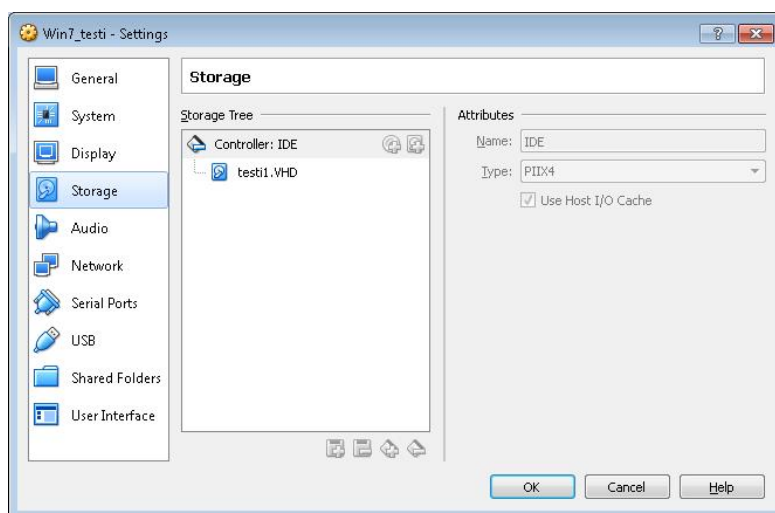 Win7_testi - Settings
General
System
Display
Storage
Audio
Network
Serial Ports
USB
Shared Folders
User Interface
Storage
Storage Tree
Controller: IDE
testi1.VHD
Attributes
Name: IDE
Type: PIIX4
Use Host I/O Cache
OK
Cancel
Help